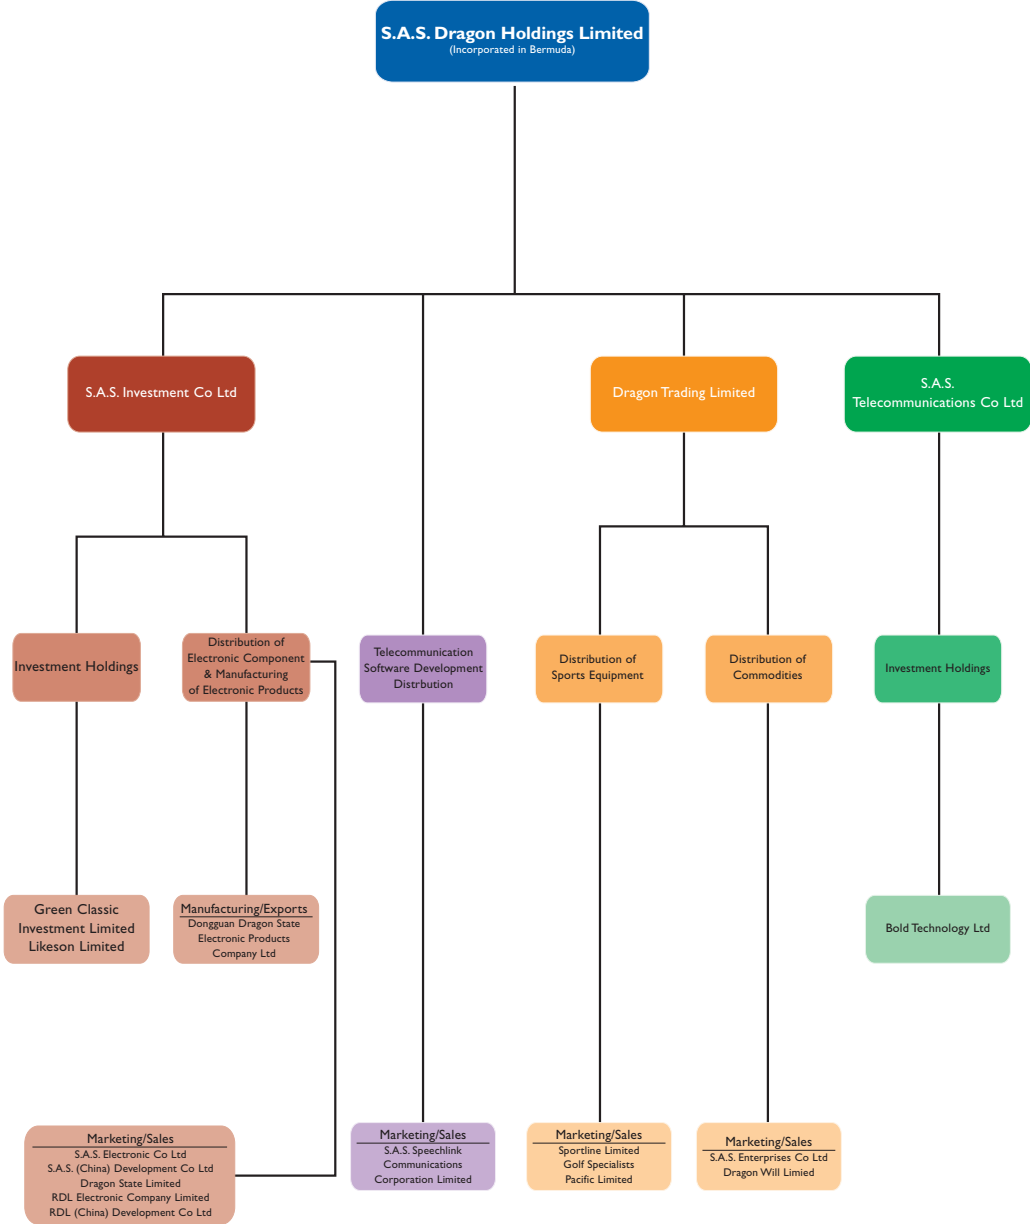 S.A.S. Dragon Holdings Limited
(Incorporated in Bermuda)
S.A.S. Investment Co Ltd
Dragon Trading Limited
S.A.S.
Telecommunications Co Ltd
Investment Holdings
Distribution of
Electronic Component
& Manufacturing
of Electronic Products
Telecommunication
Software Development
Distrbution
Distribution of
Sports Equipment
Distribution of
Commodities
Investment Holdings
Green Classic
Investment Limited
Likeson Limited
Manufacturing/Exports
Dongguan Dragon State
Electronic Products
Company Ltd
Bold Technology Ltd
Marketing/Sales
S.A.S. Electronic Co Ltd
S.A.S. (China) Development Co Ltd
Dragon State Limited
RDL Electronic Company Limited
RDL (China) Development Co Ltd
Marketing/Sales
S.A.S. Speechlink
Communications
Corporation Limited
Marketing/Sales
Sportline Limited
Golf Specialists
Pacific Limited
Marketing/Sales
S.A.S. Enterprises Co Ltd
Dragon Will Limied